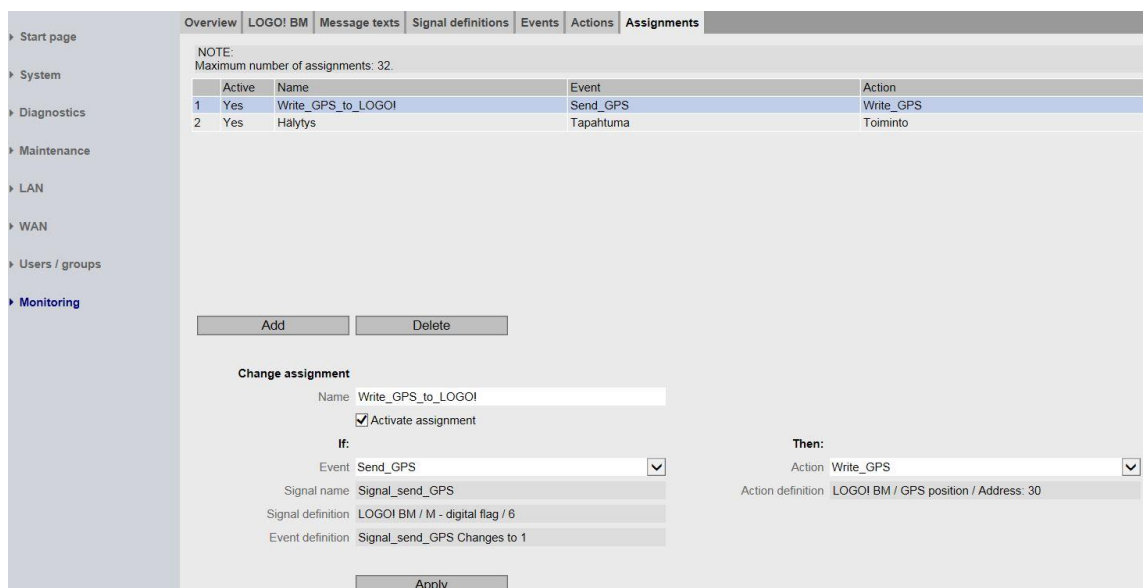 Overview LOGO! BM Message texts Signal definitions Events Actions Assignments
Start page
System
Diagnostics
Maintenance
LAN
WAN
Users / groups
Monitoring
NOTE:
Maximum number of assignments: 32.
Active Name Event Action
1 Yes Write_GPS_to_LOGO! Send_GPS Write_GPS
2 Yes Hälytys Tapahtuma Toiminto
Add Delete
Change assignment
Name Write_GPS_to_LOGO!
Activate assignment
If: Then:
Event Send_GPS Action Write_GPS
Signal name Signal_send_GPS Action definition LOGO! BM / GPS position / Address: 30
Signal definition LOGO! BM / M - digital flag / 6
Event definition Signal_send_GPS Changes to 1
Apply